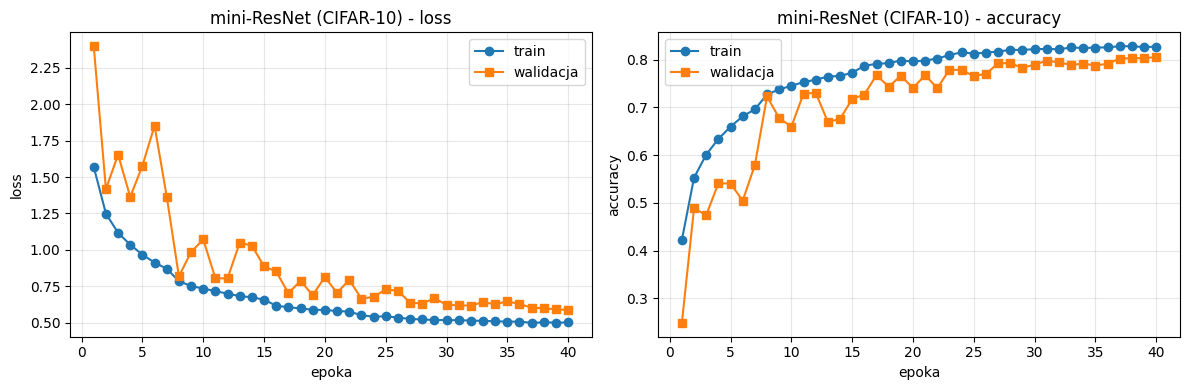 mini-ResNet (CIFAR-10) - loss
train
walidacja
loss
2.25
2.00
1.75
1.50
1.25
1.00
0.75
0.50
0 5 10 15 20 25 30 35 40
epoka
mini-ResNet (CIFAR-10) - accuracy
train
walidacja
accuracy
0.8
0.7
0.6
0.5
0.4
0.3
0 5 10 15 20 25 30 35 40
epoka